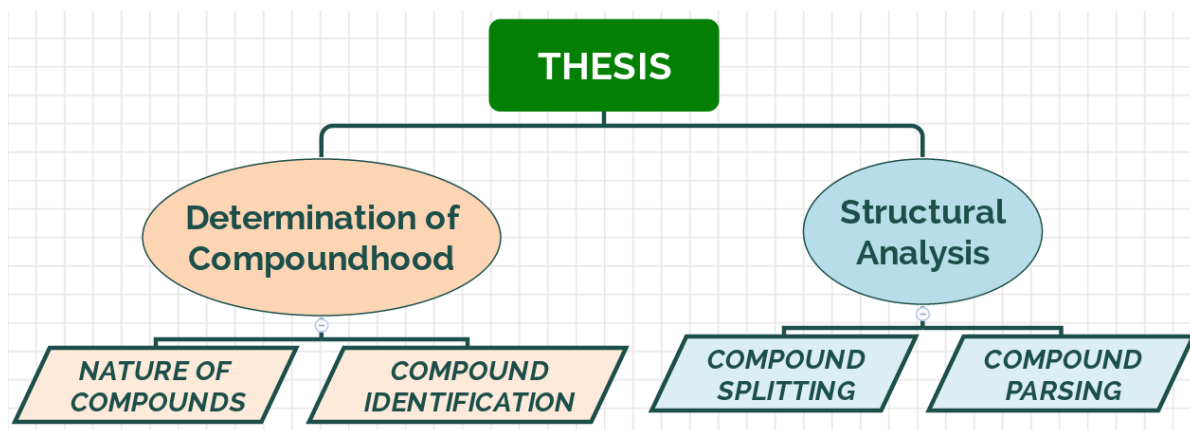 THESIS
Determination of
Compoundhood
Structural
Analysis
NATURE OF
COMPOUNDS
COMPOUND
IDENTIFICATION
COMPOUND
SPLITTING
COMPOUND
PARSING